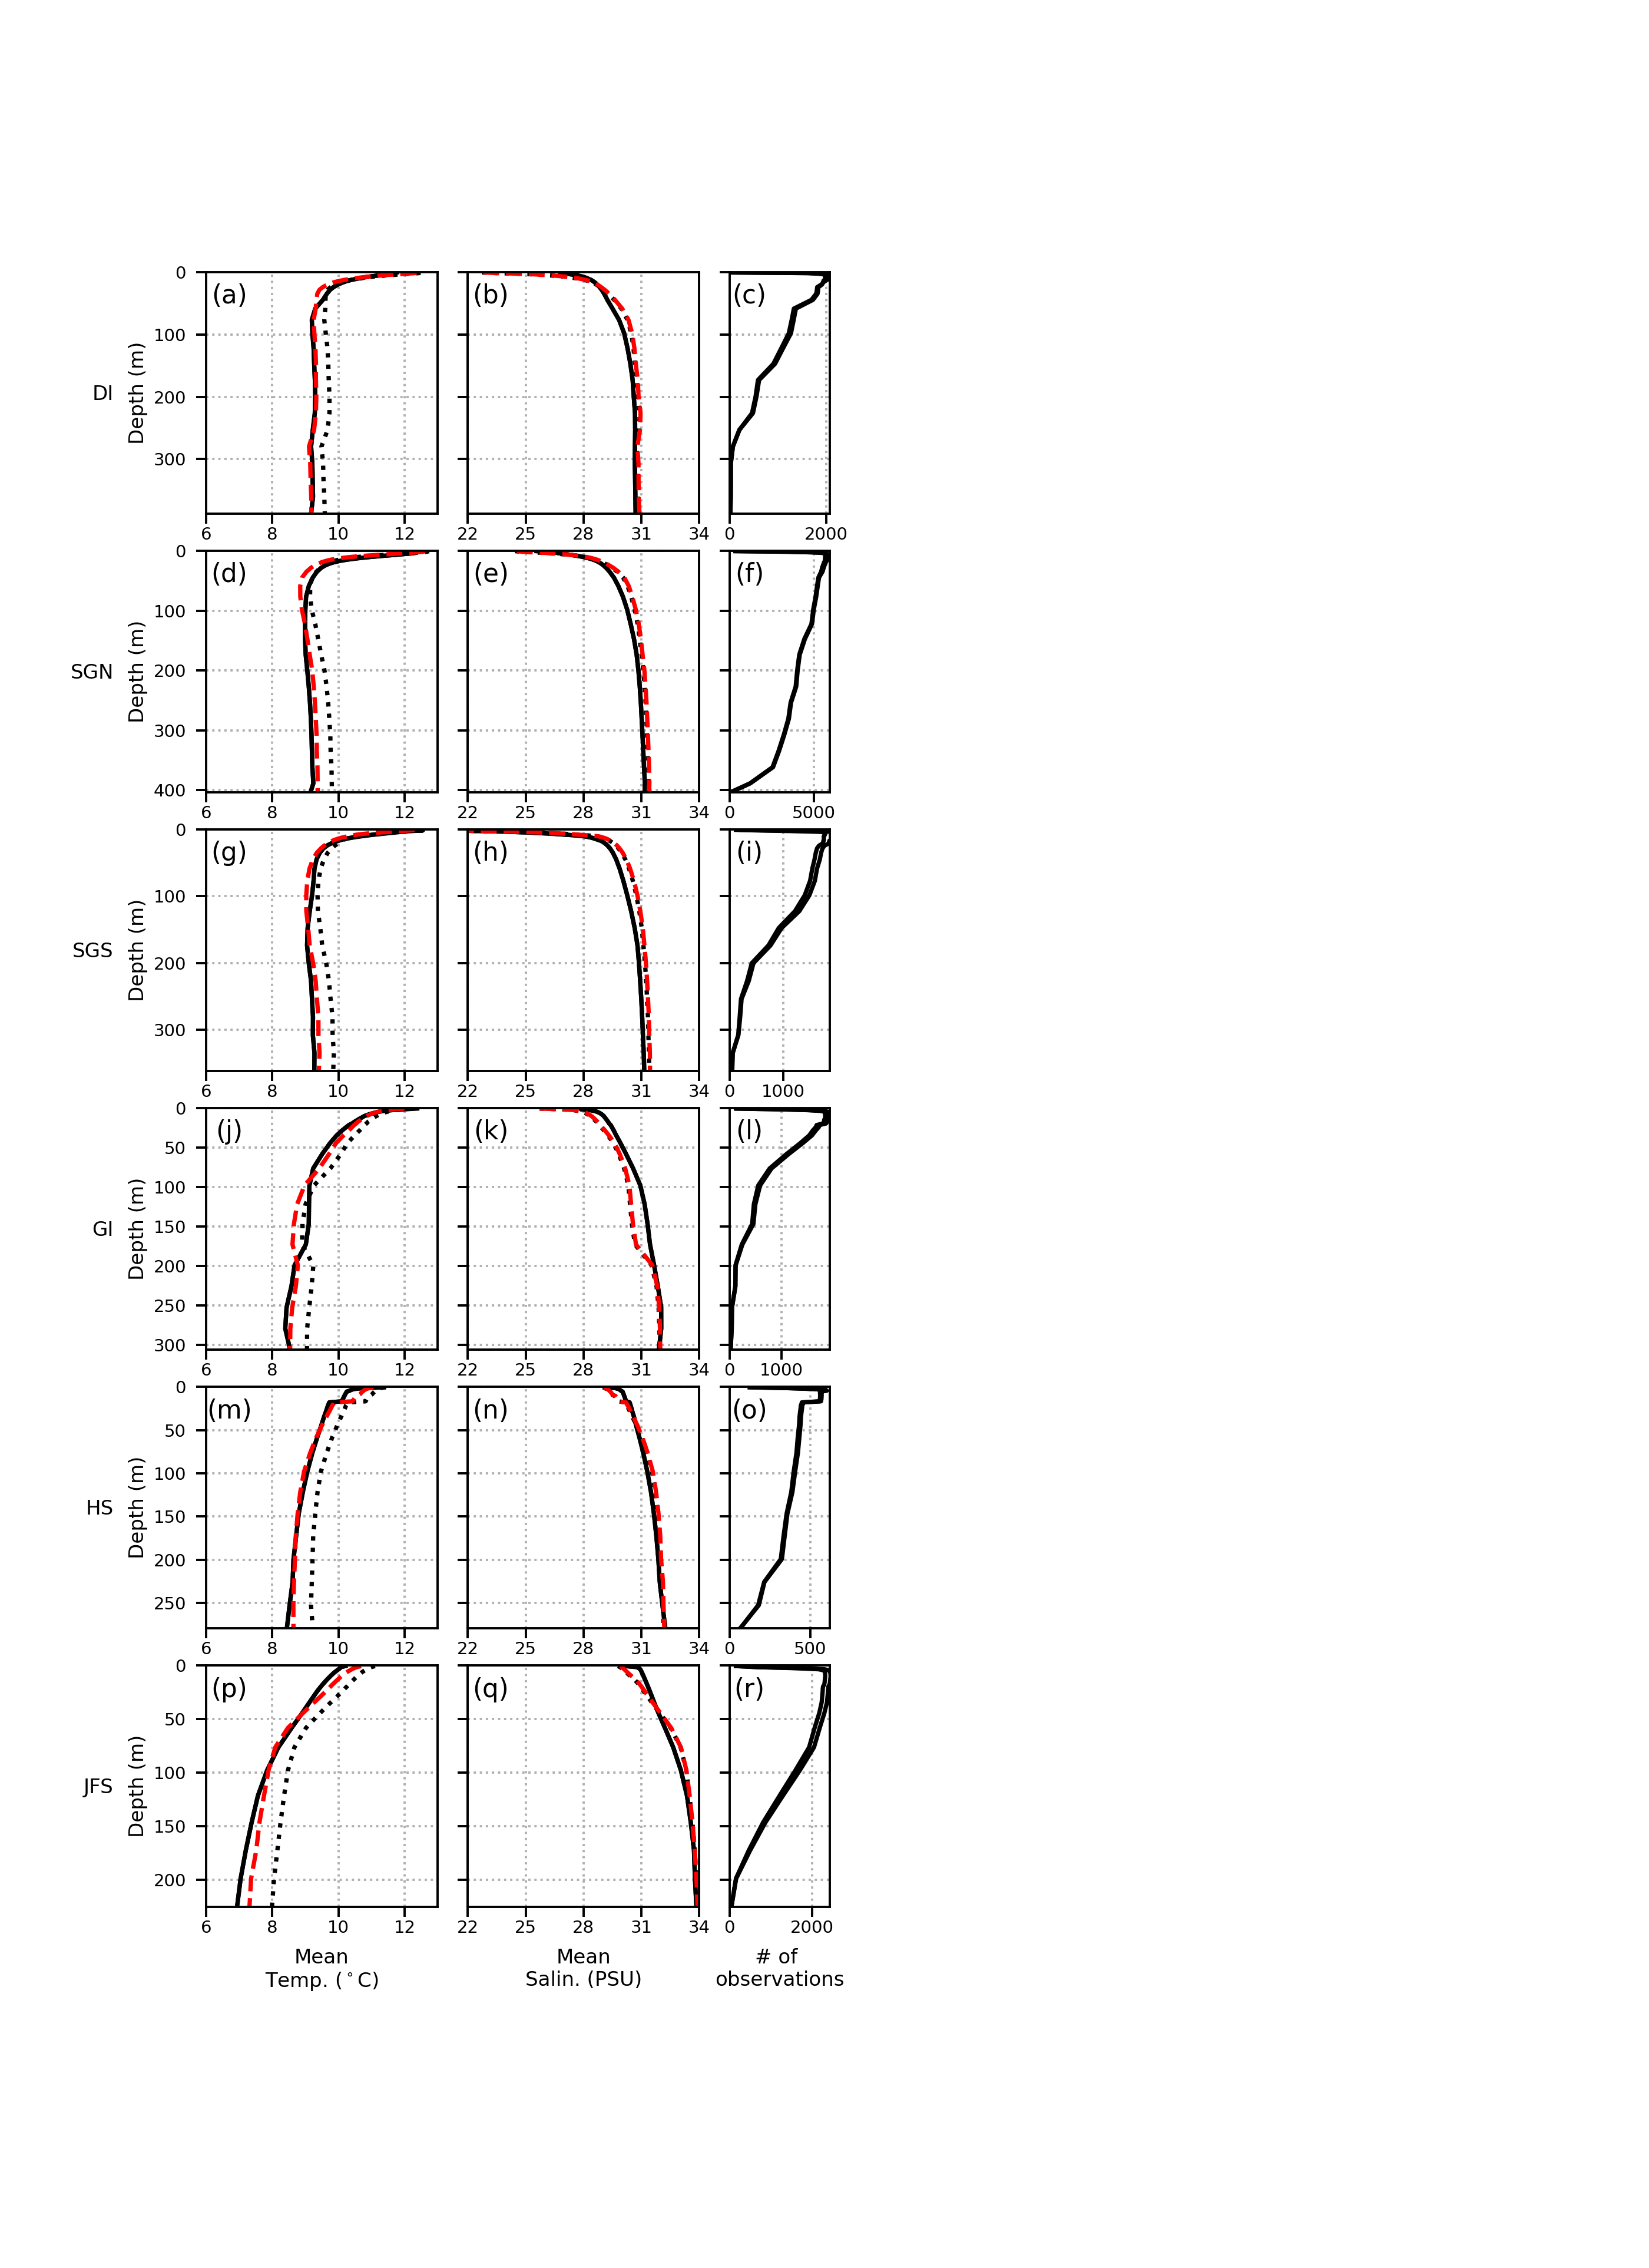 (a) (b) (c)
0
100
200
300
Depth (m)
DI
6 8 10 12 22 25 28 31 34 0 2000
(d) (e) (f)
0
100
200
300
400
Depth (m)
SGN
6 8 10 12 22 25 28 31 34 0 5000
(g) (h) (i)
0
100
200
300
Depth (m)
SGS
6 8 10 12 22 25 28 31 34 0 1000
(j) (k) (l)
0
50
100
150
200
250
300
Depth (m)
GI
6 8 10 12 22 25 28 31 34 0 1000
(m) (n) (o)
0
50
100
150
200
250
Depth (m)
HS
6 8 10 12 22 25 28 31 34 0 500
(p) (q) (r)
0
50
100
150
200
Depth (m)
JFS
6 8 10 12 22 25 28 31 34 0 2000
Mean
Temp. (°C)
Mean
Salin. (PSU)
# of
observations